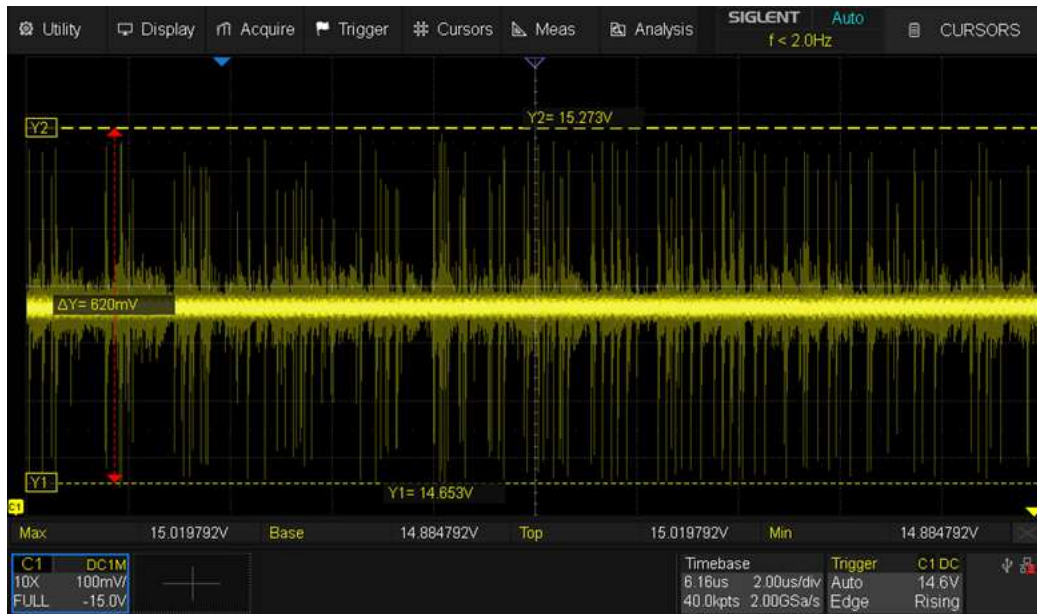 Utility Display Acquire Trigger Cursors Meas Analysis SIGLENT Auto CURSORS
f < 2.0Hz
Y2= 15.273V
Y2
ΔY= 620mV
Y1
Y1= 14.653V
C1
Max 15.019792V Base 14.884792V Top 15.019792V Min 14.884792V
C1 DC1M Timebase Trigger C1 DC
10X 100mV/ 6.16us 2.00us/div Auto 14.6V
FULL -15.0V 40.0kpts 2.00GSa/s Edge Rising